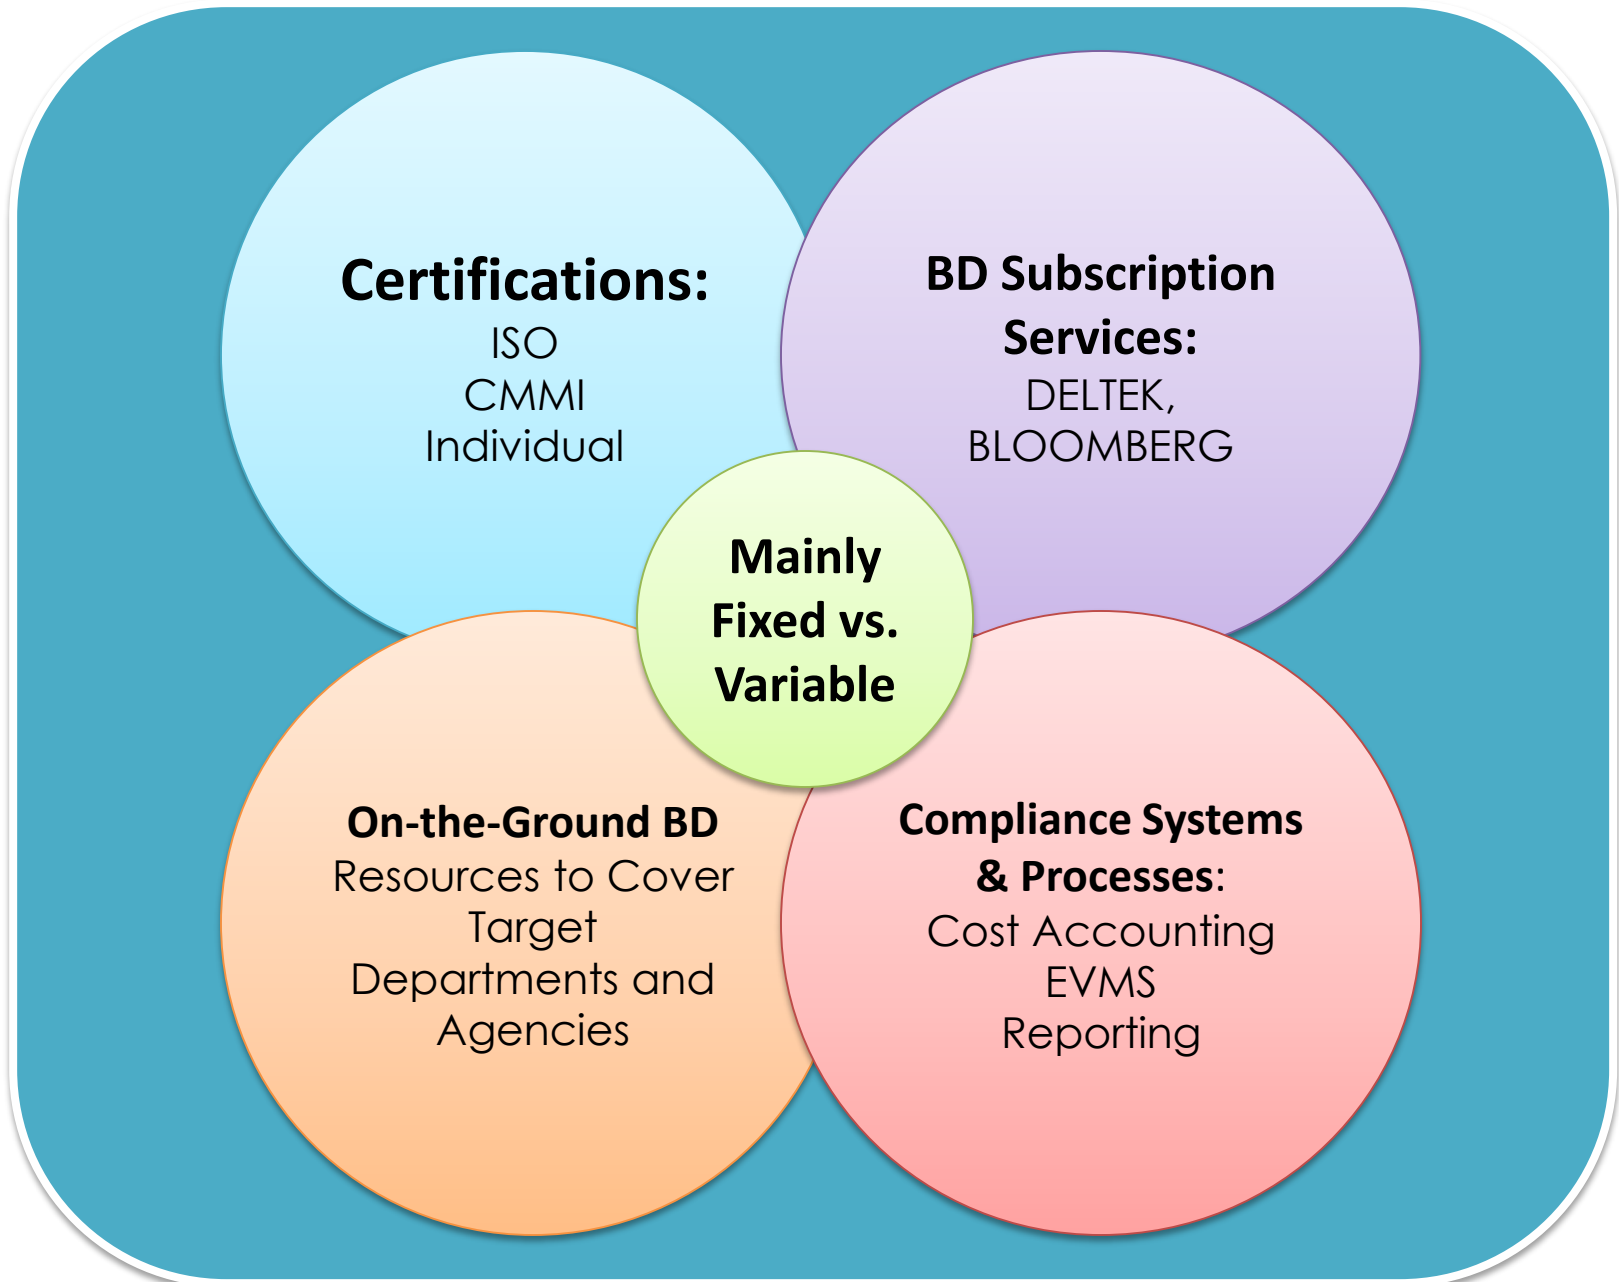 Certifications:
ISO
CMMI
Individual
BD Subscription
Services:
DELTEK,
BLOOMBERG
Mainly
Fixed vs.
Variable
On-the-Ground BD
Resources to Cover
Target
Departments and
Agencies
Compliance Systems
& Processes:
Cost Accounting
EVMS
Reporting